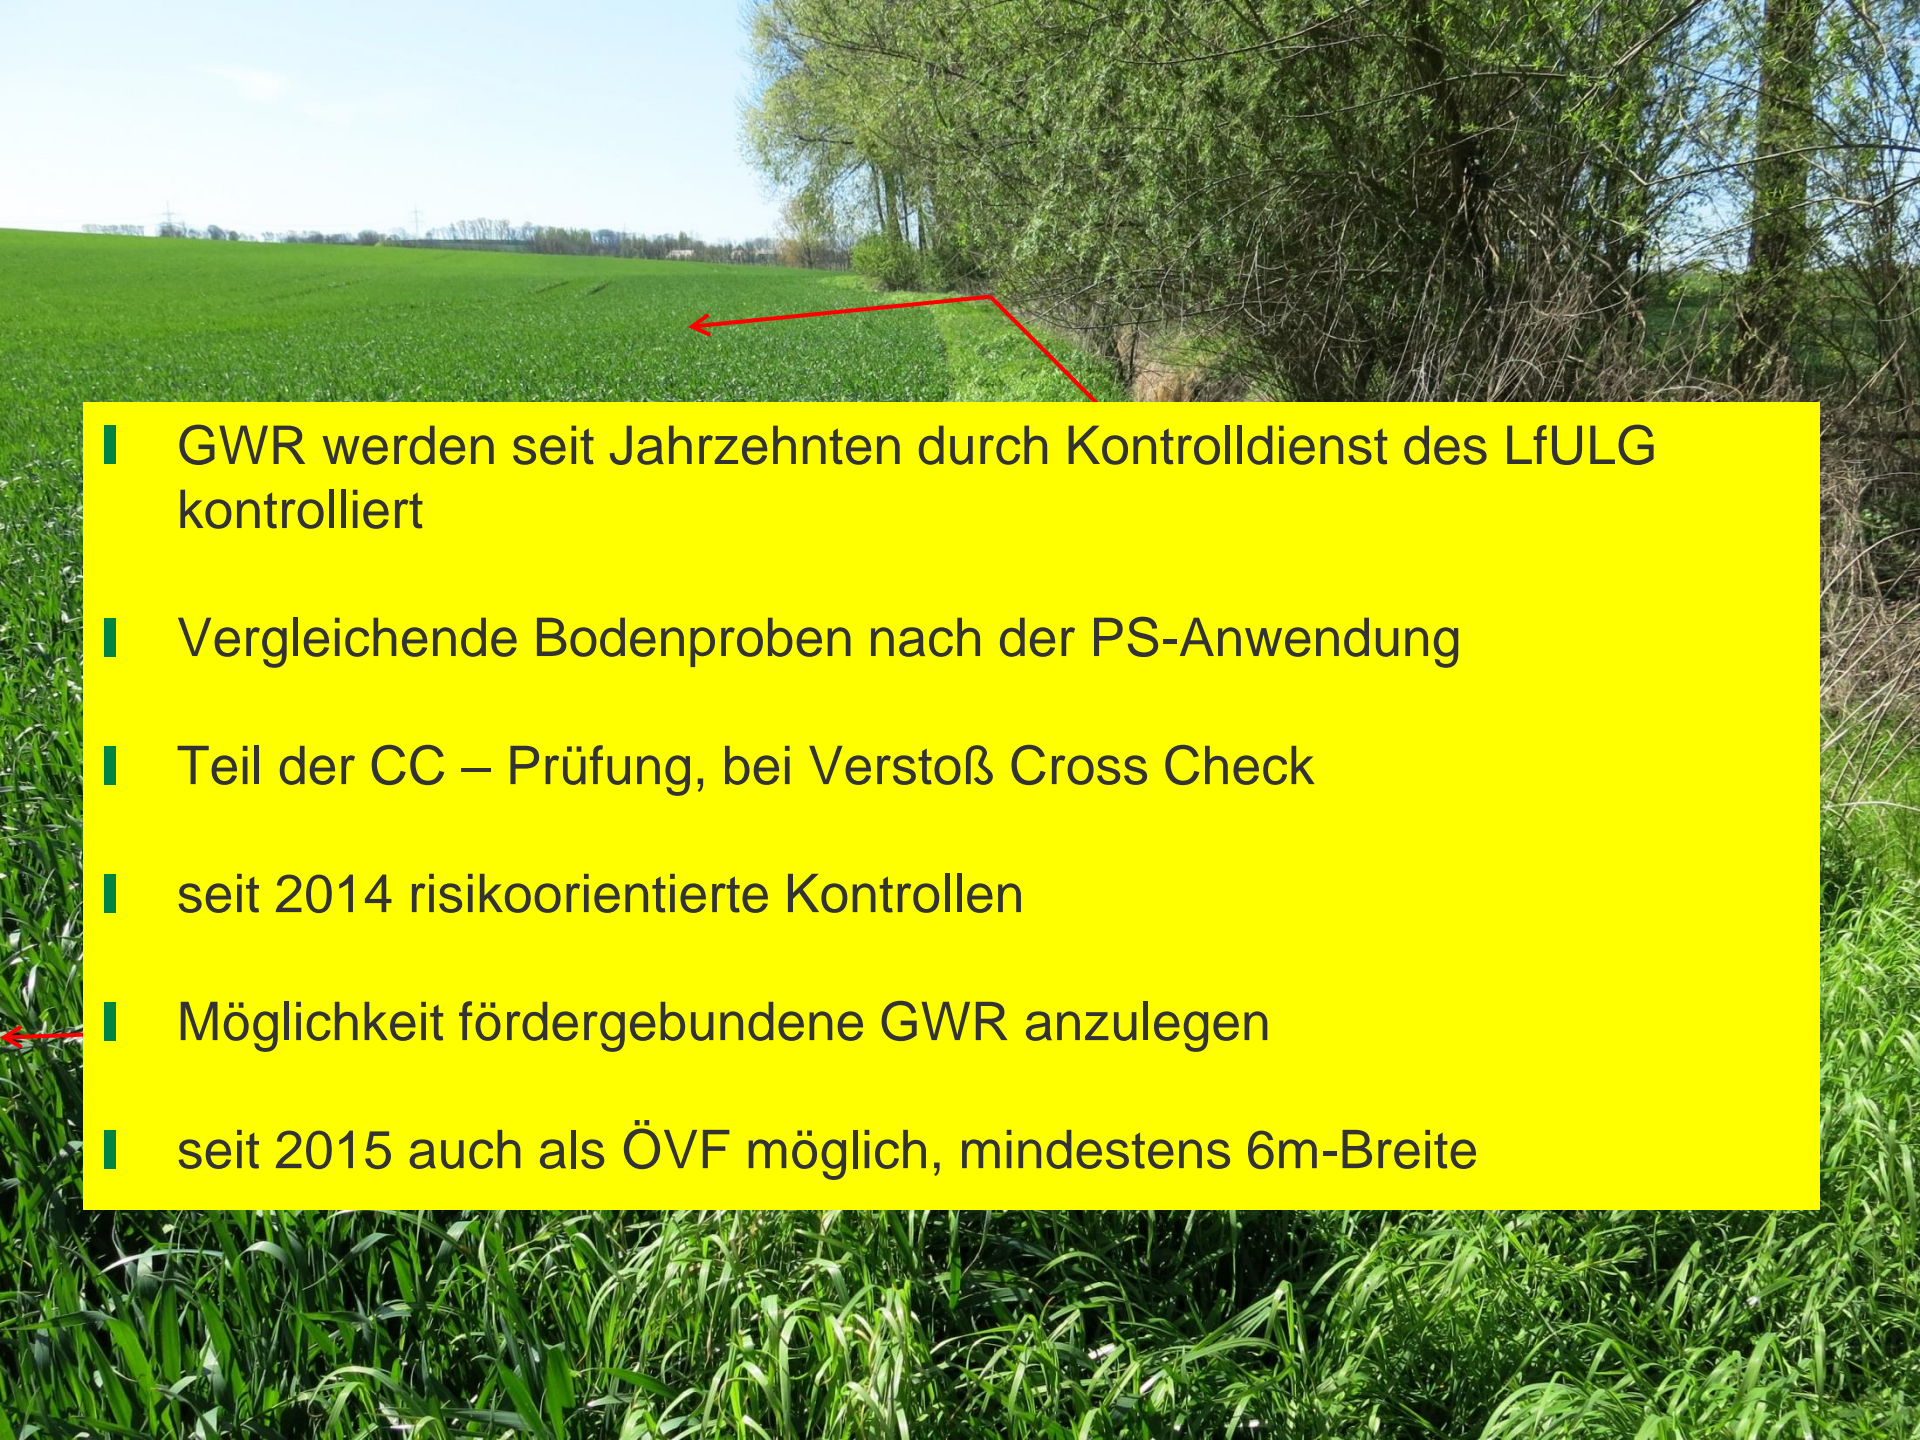 GWR werden seit Jahrzehnten durch Kontrolldienst des LfULG
kontrolliert
Vergleichende Bodenproben nach der PS-Anwendung
Teil der CC – Prüfung, bei Verstoß Cross Check
seit 2014 risikoorientierte Kontrollen
Möglichkeit fördergebundene GWR anzulegen
seit 2015 auch als ÖVF möglich, mindestens 6m-Breite